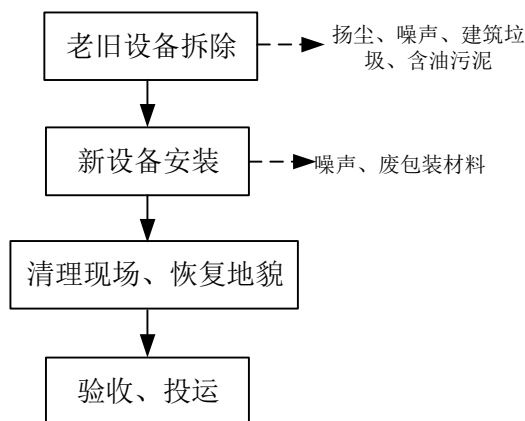 老旧设备拆除
扬尘、噪声、建筑垃
圾、含油污泥
新设备安装
噪声、废包装材料
清理现场、恢复地貌
验收、投运